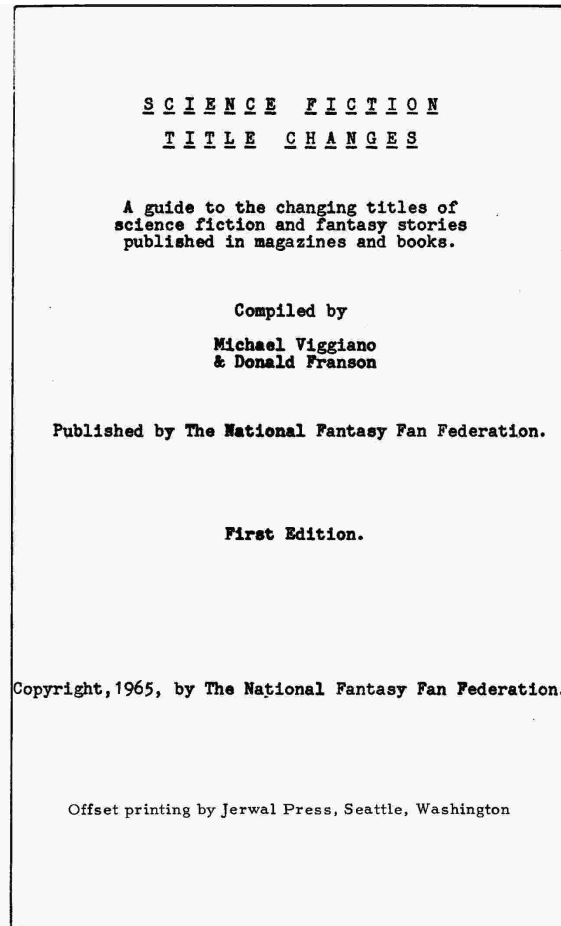 SCIENCE FICTION
TITLE CHANGES
A guide to the changing titles of
science fiction and fantasy stories
published in magazines and books.
Compiled by
Michael Viggiano
& Donald Franson
Published by The National Fantasy Fan Federation.
First Edition.
Copyright,1965, by The National Fantasy Fan Federation.
Offset printing by Jerwal Press, Seattle, Washington